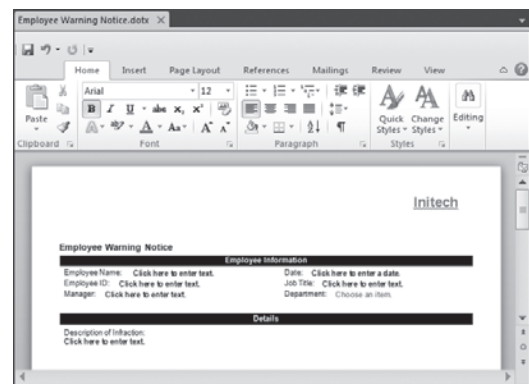 Employee Warning Notice.dotx
Home Insert Page Layout References Mailings Review View
Arial 12
Paste
B I U abc x₂ x²
A Aa A A
Quick Styles Change Styles Editing
Clipboard Font Paragraph Styles
Initech
Employee Warning Notice
Employee Information
Employee Name: Click here to enter text. Date: Click here to enter a date.
Employee ID: Click here to enter text. Job Title: Click here to enter text.
Manager: Click here to enter text. Department: Choose an item.
Details
Description of Infraction:
Click here to enter text.